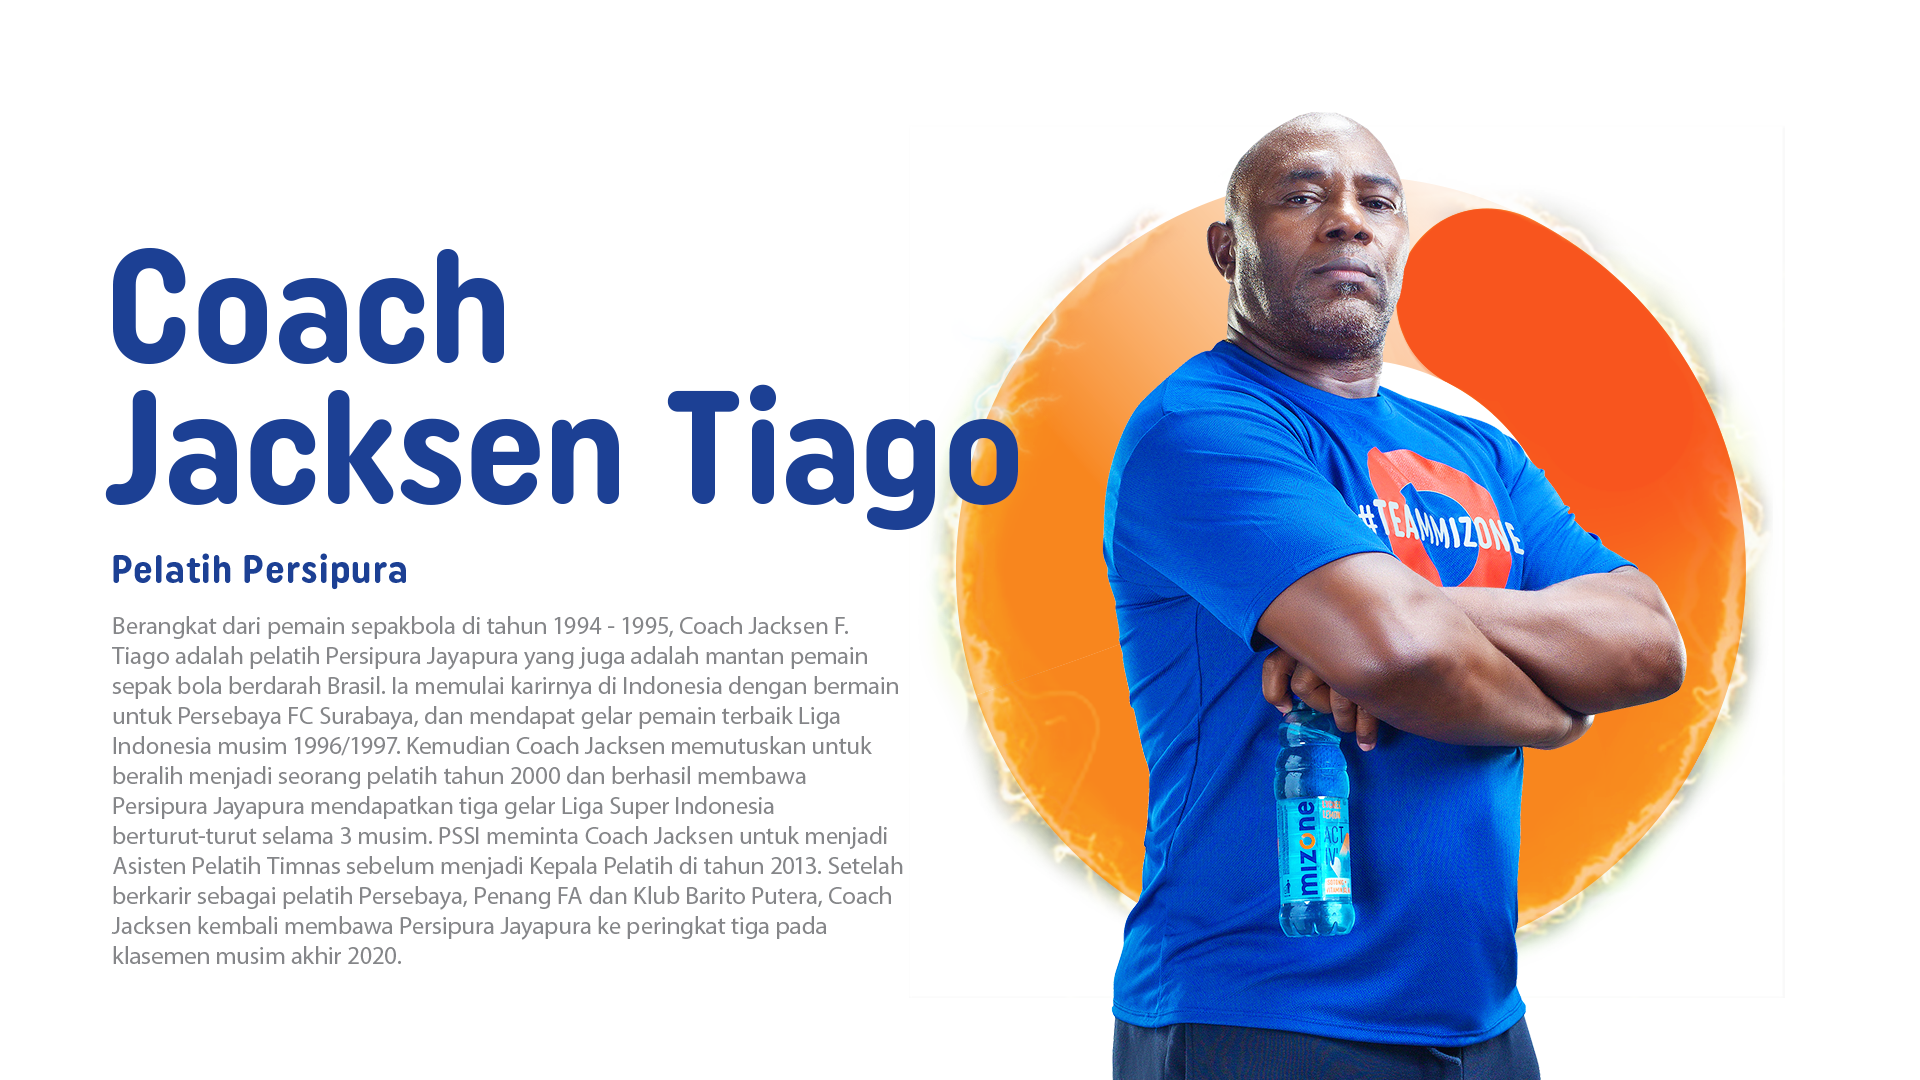 Coach
Jacksen Tiago
Pelatih Persipura
Berangkat dari pemain sepakbola di tahun 1994 - 1995, Coach Jacksen F.
Tiago adalah pelatih Persipura Jayapura yang juga adalah mantan pemain
sepak bola berdarah Brasil. Ia memulai karirnya di Indonesia dengan bermain
untuk Persebaya FC Surabaya, dan mendapat gelar pemain terbaik Liga
Indonesia musim 1996/1997. Kemudian Coach Jacksen memutuskan untuk
beralih menjadi seorang pelatih tahun 2000 dan berhasil membawa
Persipura Jayapura mendapatkan tiga gelar Liga Super Indonesia
berturut-turut selama 3 musim. PSSI meminta Coach Jacksen untuk menjadi
Asisten Pelatih Timnas sebelum menjadi Kepala Pelatih di tahun 2013. Setelah
berkarir sebagai pelatih Persebaya, Penang FA dan Klub Barito Putera, Coach
Jacksen kembali membawa Persipura Jayapura ke peringkat tiga pada
klasemen musim akhir 2020.
#TEAMMIZONE
mizone
ACT
IV'